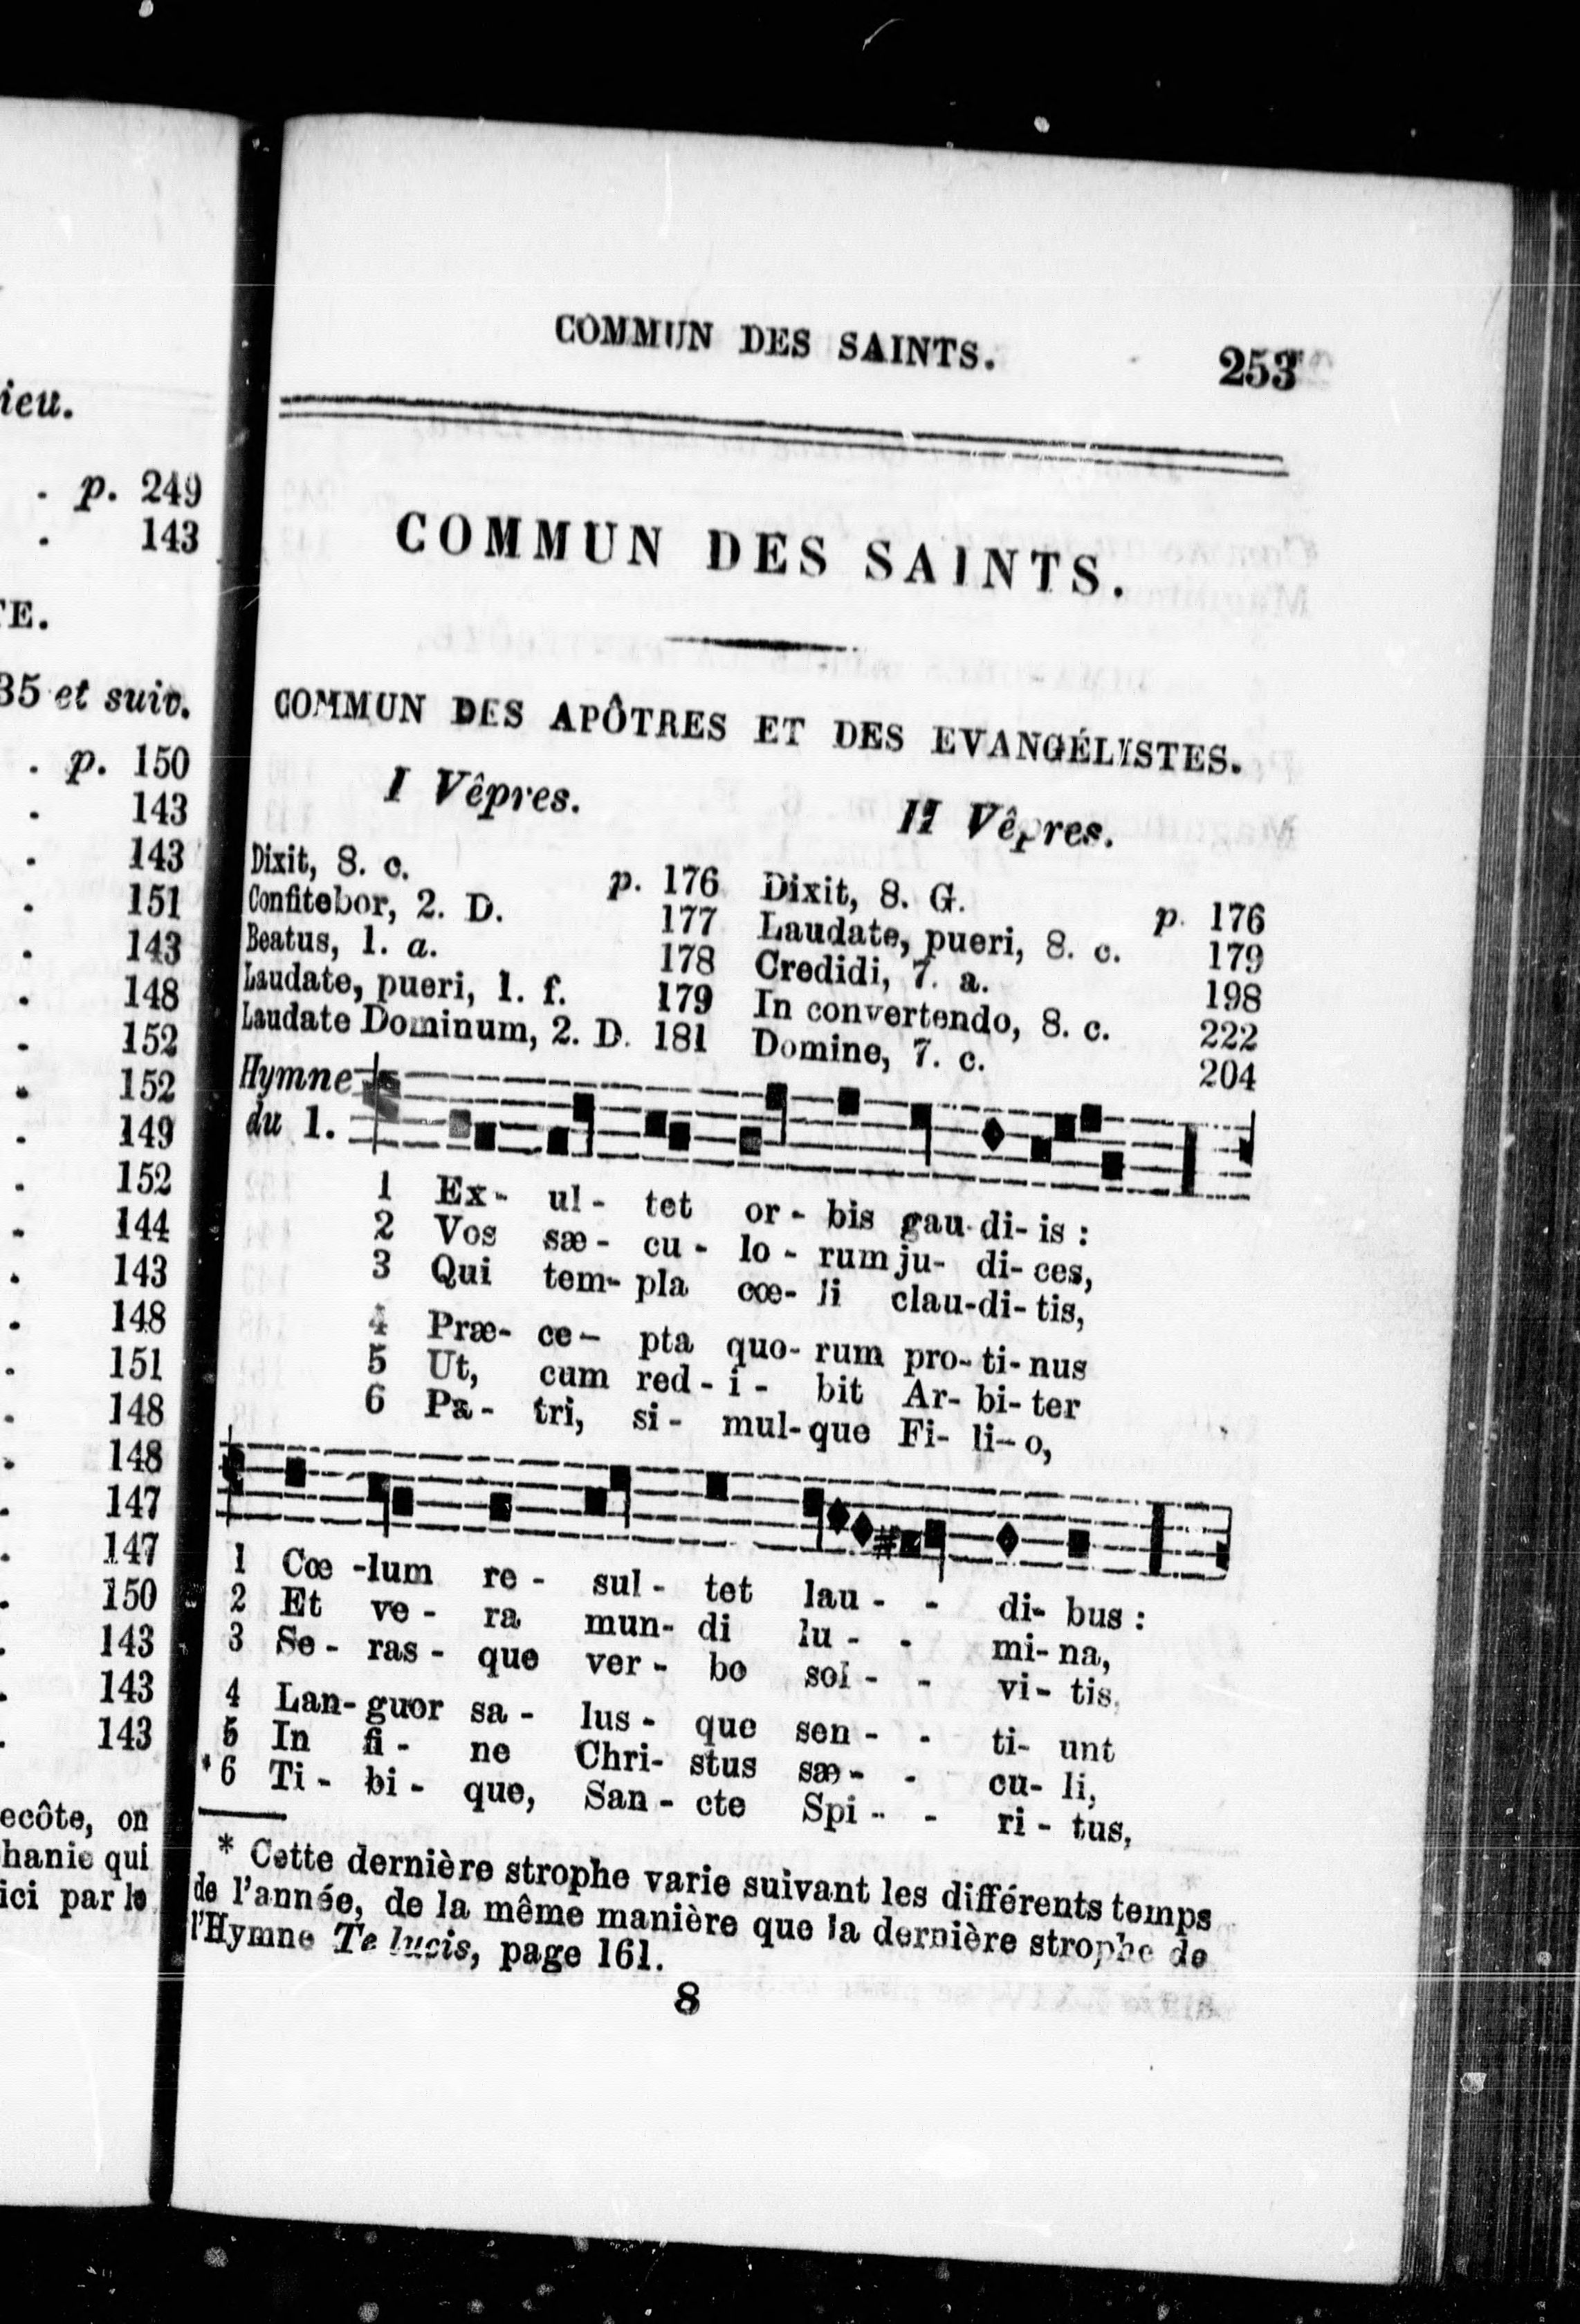 ieu.
. p. 249
. 143
TE.
35 et suiv.
. p. 150
. 143
. 143
. 151
. 143
. 148
. 152
. 152
. 149
. 152
. 144
. 143
. 148
. 151
. 148
. 148
. 147
. 147
. 150
. 143
. 143
. 143
ecôte, on
hanie qui
ici par le
COMMUN DES SAINTS. 253
COMMUN DES SAINTS.
COMMUN DES APÔTRES ET DES EVANGÉLISTES.
I Vêpres.
Dixit, 8. c. p. 176
Confitebor, 2. D. 177
Beatus, 1. a. 178
Laudate, pueri, 1. f. 179
Laudate Dominum, 2. D. 181
II Vêpres.
Dixit, 8. G. p. 176
Laudate, pueri, 8. c. 179
Credidi, 7. a. 198
In convertendo, 8. c. 222
Domine, 7. c. 204
Hymne
du 1.
1 Ex- ul- tet or- bis gau-di-is :
2 Vos sæ- cu- lo- rum ju- di-ces,
3 Qui tem- pla cœ- li clau-di-tis,
4 Præ- ce- pta quo- rum pro-ti-nus
5 Ut, cum red- i- bit Ar- bi-ter
6 Pa- tri, si- mul-que Fi- li-o,
1 Cœ -lum re- sul- tet lau- - di- bus :
2 Et ve- ra mun- di lu- - mi- na,
3 Se- ras- que ver- bo sol- - vi- tis,
4 Lan- guor sa- lus- que sen- - ti- unt
5 In fi- ne Chri- stus sæ- - cu- li,
*6 Ti- bi- que, San- cte Spi- - ri- tus,
* Cette dernière strophe varie suivant les différents temps
de l'année, de la même manière que la dernière strophe de
l'Hymne Te lucis, page 161.
8